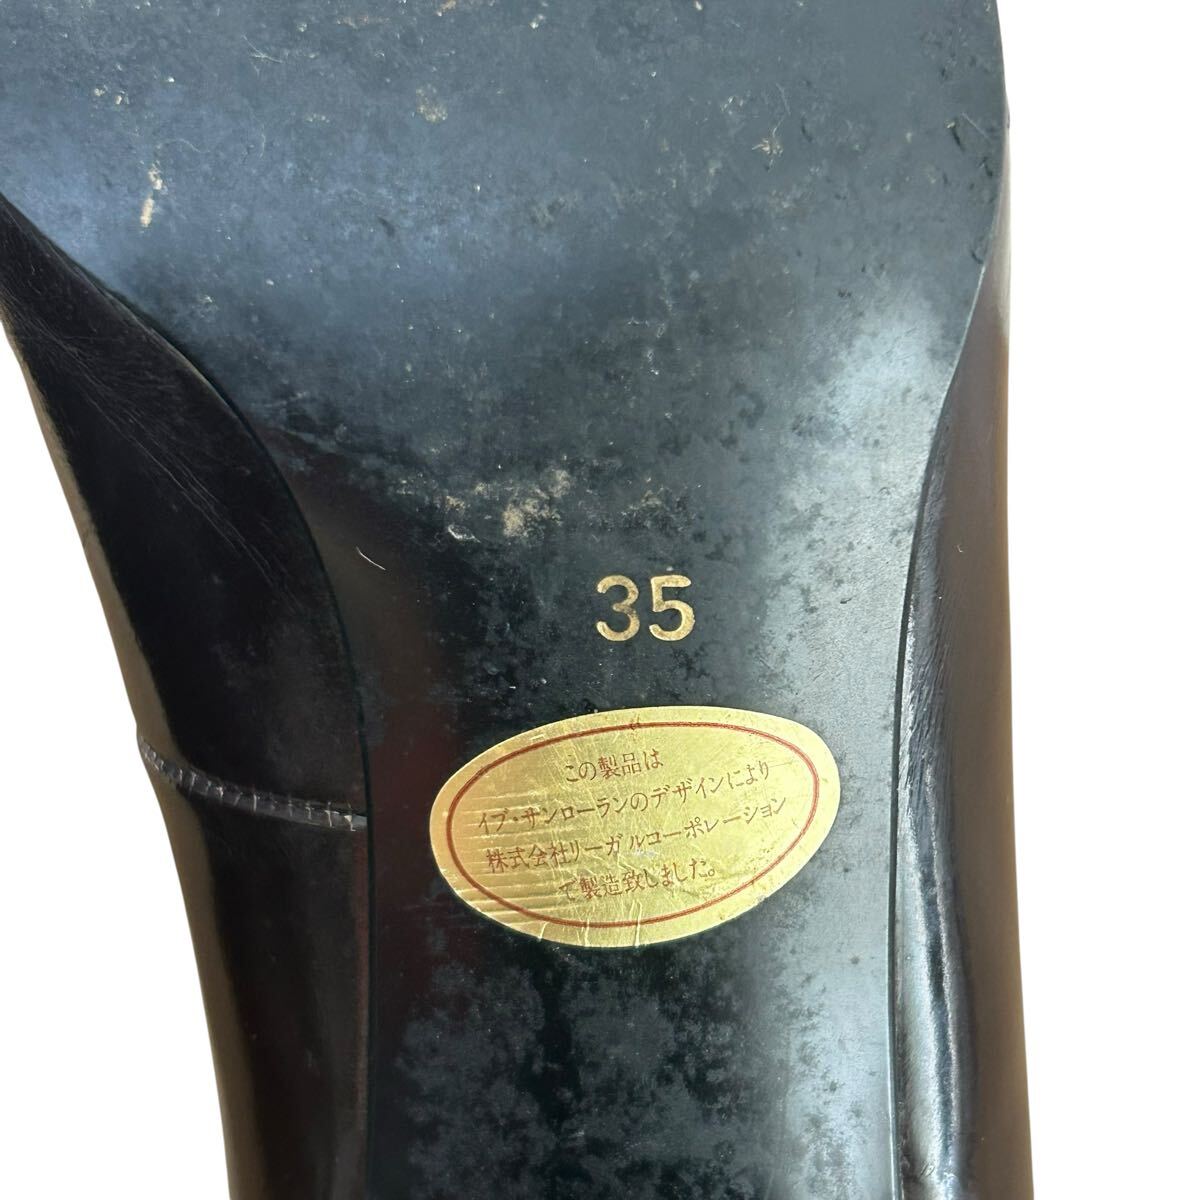 35
この製品は
イブ・サンローランのデザインにより
株式会社リーガルコーポレーション
で製造致しました。